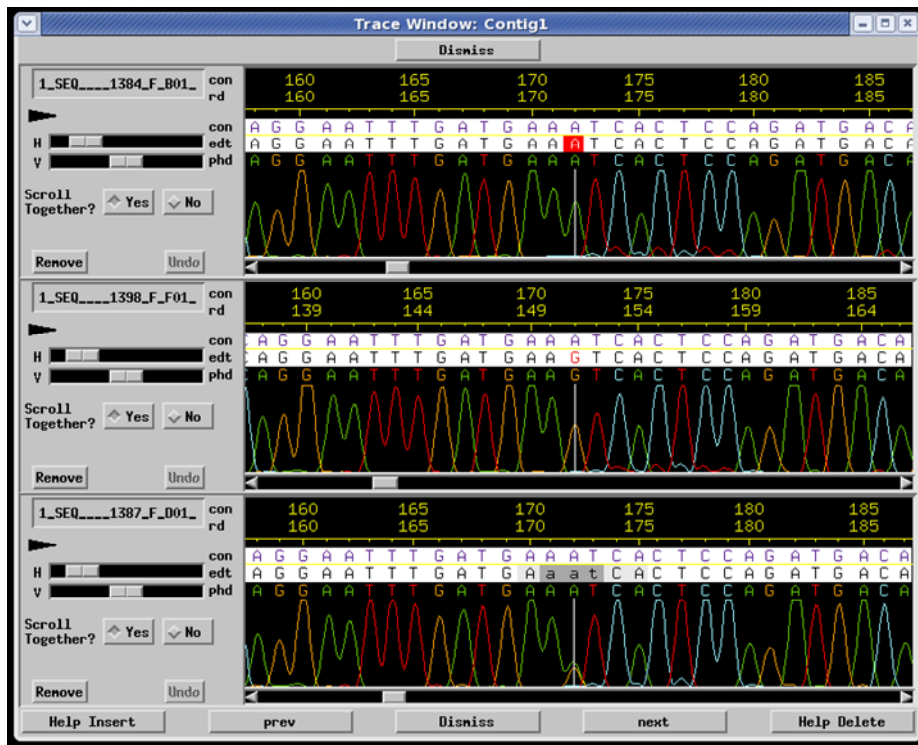 Trace Window: Contig1
Dismiss
1_SEQ____1384_F_B01_
con 160 165 170 175 180 185
rd 160 165 170 175 180 185
con A G G A A T T T G A T G A A A T C A C T C C A G A T G A C A
H edt A G G A A T T T G A T G A A A T C A C T C C A G A T G A C A
V phd A G G A A T T T G A T G A A A T C A C T C C A G A T G A C A
Scroll Together? Yes No
Remove Undo
1_SEQ____1398_F_F01_
con 160 165 170 175 180 185
rd 139 144 149 154 159 164
con A G G A A T T T G A T G A A A T C A C T C C A G A T G A C A
H edt A G G A A T T T G A T G A A G T C A C T C C A G A T G A C A
V phd A G G A A T T T G A T G A A G T C A C T C C A G A T G A C A
Scroll Together? Yes No
Remove Undo
1_SEQ____1387_F_D01_
con 160 165 170 175 180 185
rd 160 165 170 175 180 185
con A G G A A T T T G A T G A A A T C A C T C C A G A T G A C A
H edt A G G A A T T T G A T G A a a t C A C T C C A G A T G A C A
V phd A G G A A T T T G A T G A A A T C A C T C C A G A T G A C A
Scroll Together? Yes No
Remove Undo
Help Insert prev Dismiss next Help Delete